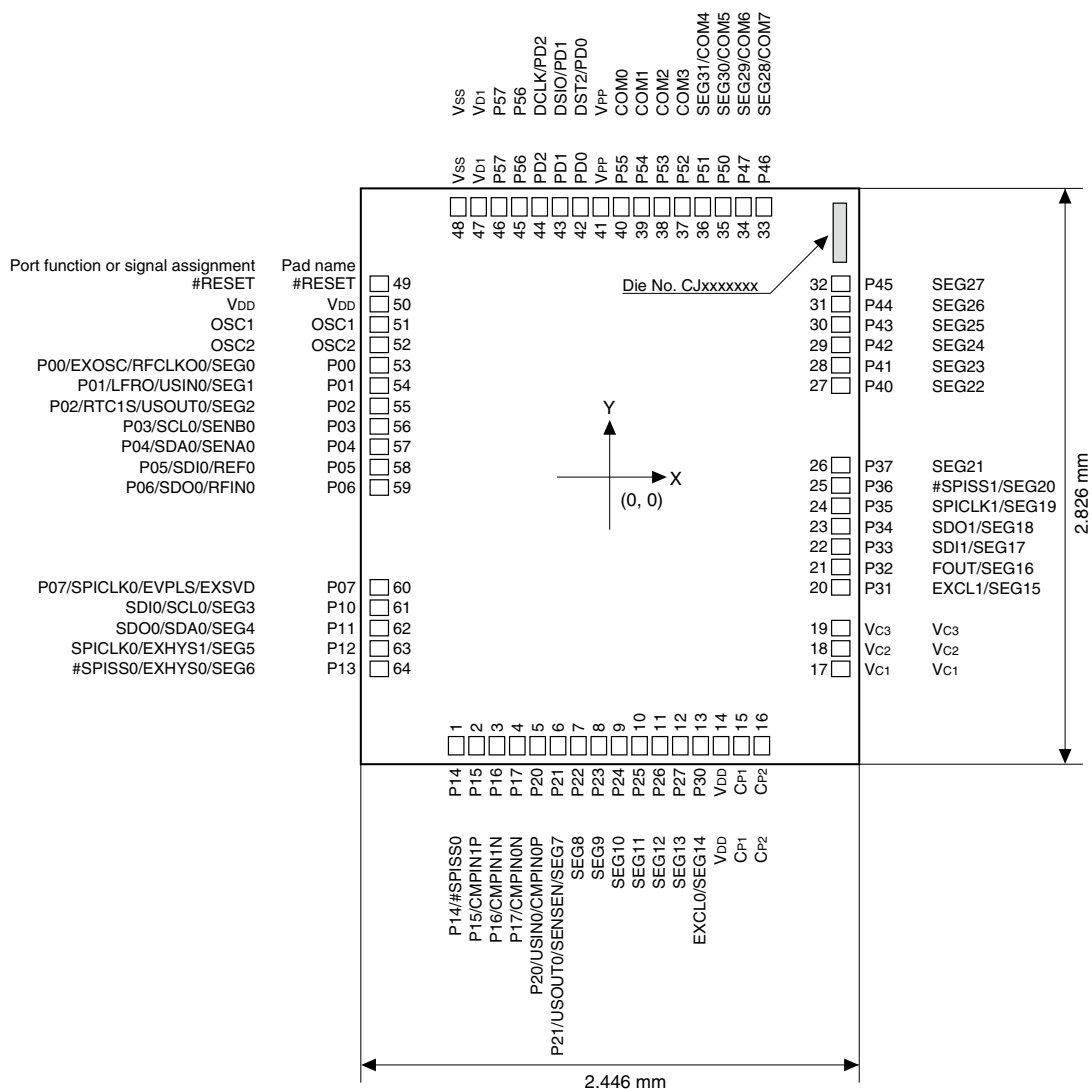 VSS VD1 P57 P56 DCLK/PD2 DSIO/PD1 DST2/PD0 VPP COM0 COM1 COM2 COM3 SEG31/COM4 SEG30/COM5 SEG29/COM6 SEG28/COM7
VSS VD1 P57 P56 PD2 PD1 PD0 VPP P55 P54 P53 P52 P51 P50 P47 P46
48 47 46 45 44 43 42 41 40 39 38 37 36 35 34 33
Port function or signal assignment Pad name
#RESET #RESET 49
VDD VDD 50
OSC1 OSC1 51
OSC2 OSC2 52
P00/EXOSC/RFCLKO0/SEG0 P00 53
P01/LFRO/USIN0/SEG1 P01 54
P02/RTC1S/USOUT0/SEG2 P02 55
P03/SCL0/SENB0 P03 56
P04/SDA0/SENA0 P04 57
P05/SDI0/REF0 P05 58
P06/SDO0/RFIN0 P06 59
P07/SPICLK0/EVPLS/EXSVD P07 60
SDI0/SCL0/SEG3 P10 61
SDO0/SDA0/SEG4 P11 62
SPICLK0/EXHYS1/SEG5 P12 63
#SPISS0/EXHYS0/SEG6 P13 64
Die No. CJxxxxxxx
Y
X
(0, 0)
32 P45 SEG27
31 P44 SEG26
30 P43 SEG25
29 P42 SEG24
28 P41 SEG23
27 P40 SEG22
26 P37 SEG21
25 P36 #SPISS1/SEG20
24 P35 SPICLK1/SEG19
23 P34 SDO1/SEG18
22 P33 SDI1/SEG17
21 P32 FOUT/SEG16
20 P31 EXCL1/SEG15
19 VC3 VC3
18 VC2 VC2
17 VC1 VC1
2.826 mm
1 2 3 4 5 6 7 8 9 10 11 12 13 14 15 16
P14 P15 P16 P17 P20 P21 P22 P23 P24 P25 P26 P27 P30 VDD CP1 CP2
P14/#SPISS0 P15/CMPIN1P P16/CMPIN1N P17/CMPIN0N P20/USIN0/CMPIN0P P21/USOUT0/SENSEN/SEG7 SEG8 SEG9 SEG10 SEG11 SEG12 SEG13 EXCL0/SEG14 VDD CP1 CP2
2.446 mm